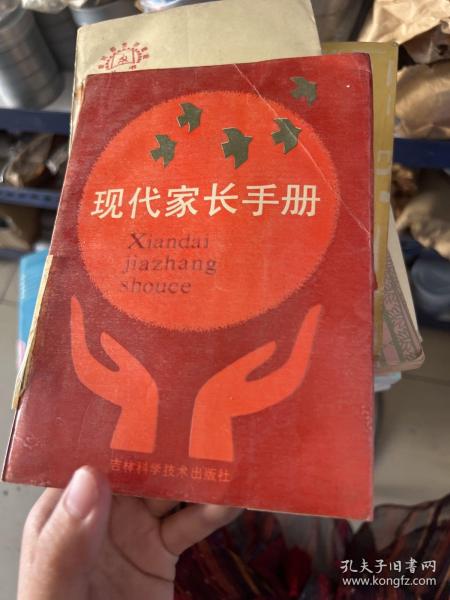 现代家长手册
Xiandai
jiazhang
shouce
吉林科学技术出版社
孔夫子旧书网
www.kongfz.com